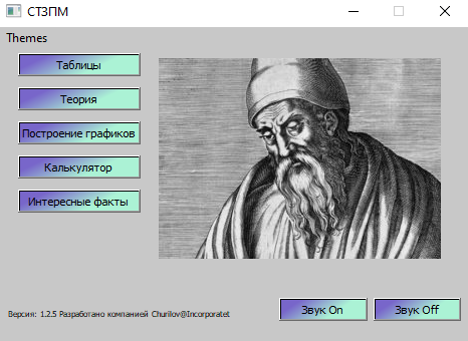 СТЗПМ
Themes
Таблицы
Теория
Построение графиков
Калькулятор
Интересные факты
Звук On
Звук Off
Версия: 1.2.5 Разработано компанией Churilov@Incorporatet